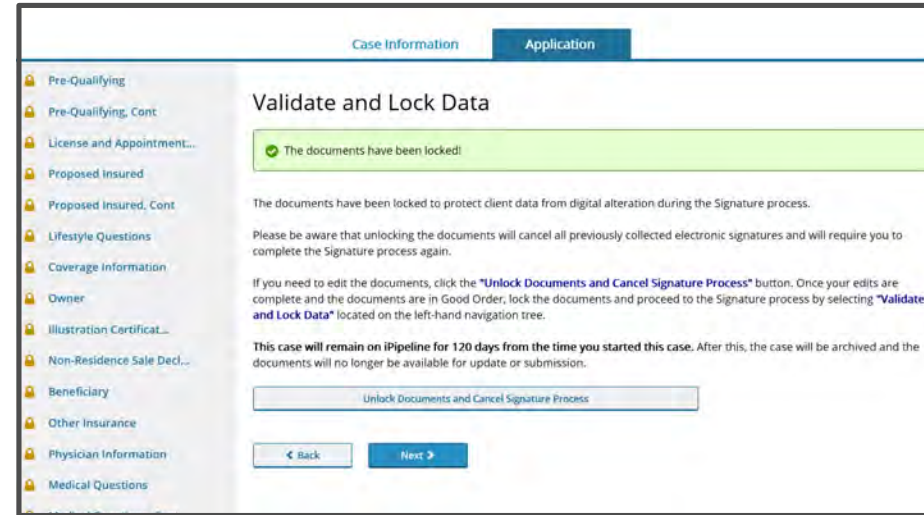 Case Information
Application
Pre-Qualifying
Pre-Qualifying, Cont
License and Appointment...
Proposed Insured
Proposed Insured, Cont
Lifestyle Questions
Coverage Information
Owner
Illustration Certificat...
Non-Residence Sale Decl...
Beneficiary
Other Insurance
Physician Information
Medical Questions
Validate and Lock Data
The documents have been locked!
The documents have been locked to protect client data from digital alteration during the Signature process.
Please be aware that unlocking the documents will cancel all previously collected electronic signatures and will require you to
complete the Signature process again.
If you need to edit the documents, click the "Unlock Documents and Cancel Signature Process" button. Once your edits are
complete and the documents are in Good Order, lock the documents and proceed to the Signature process by selecting "Validate
and Lock Data" located on the left-hand navigation tree.
This case will remain on iPipeline for 120 days from the time you started this case. After this, the case will be archived and the
documents will no longer be available for update or submission.
Unlock Documents and Cancel Signature Process
Back
Next